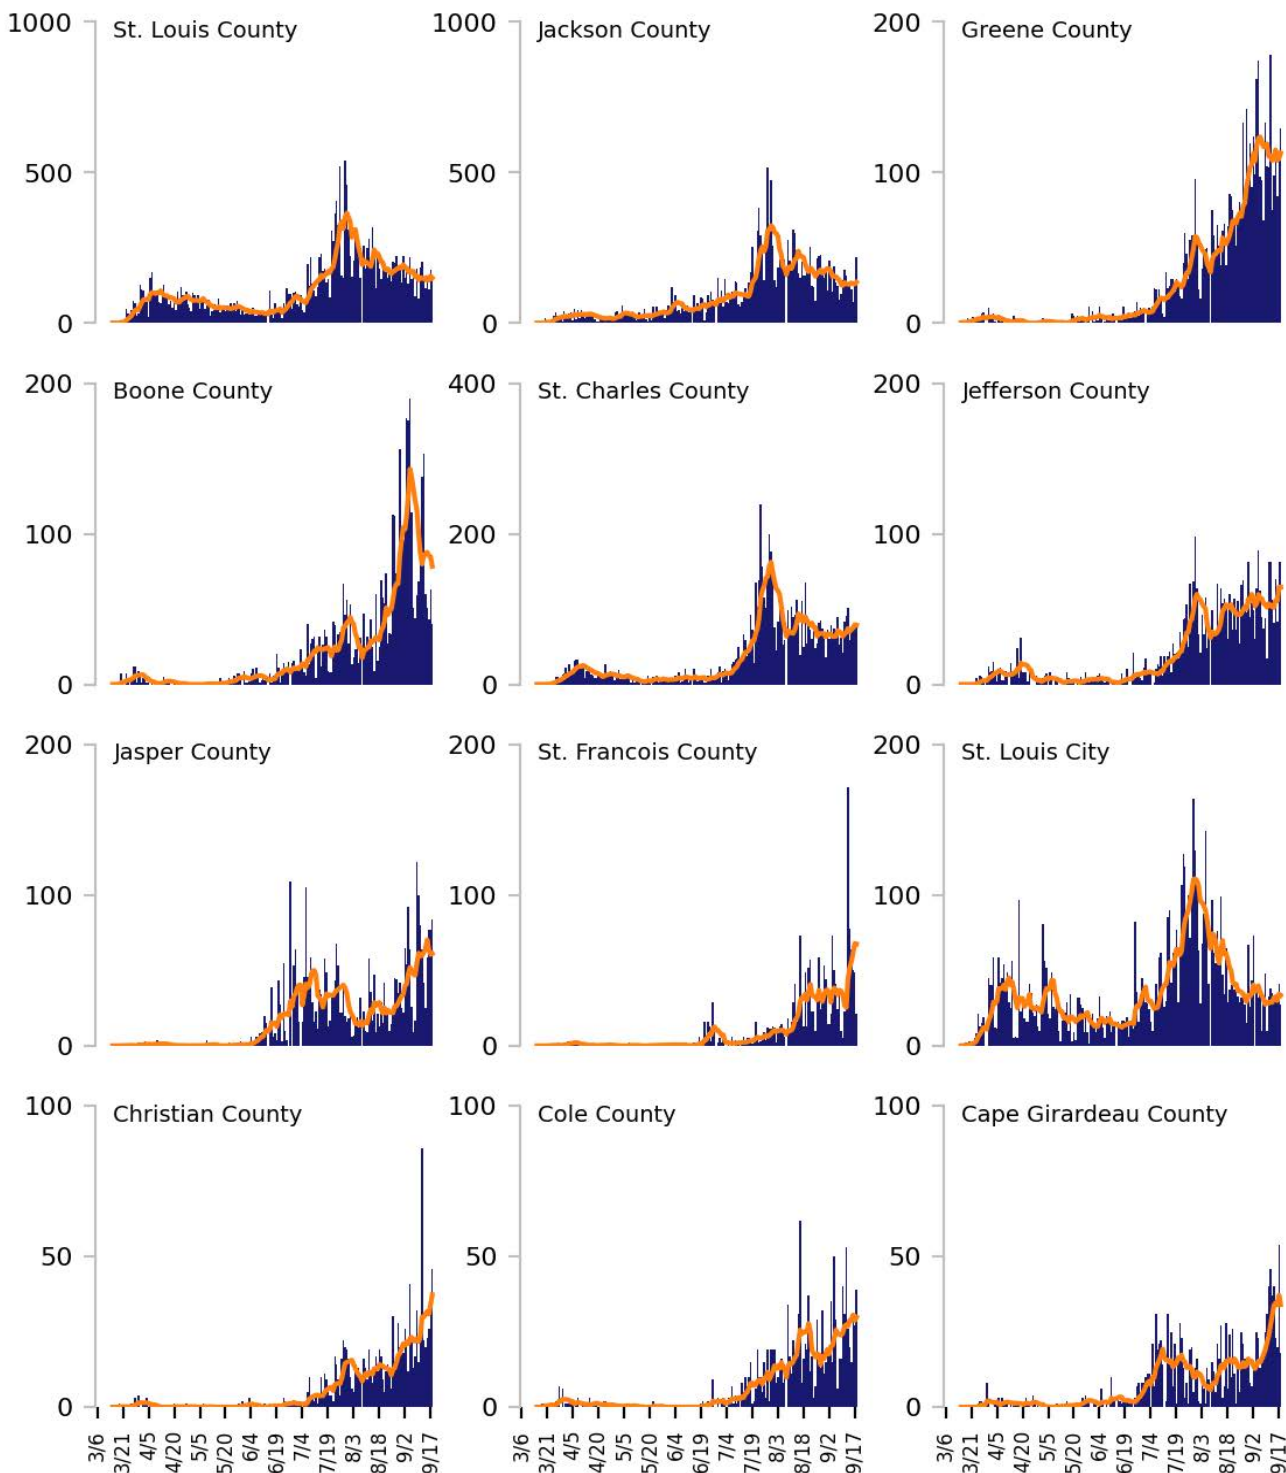 1000 St. Louis County 1000 Jackson County 200 Greene County
500 500 100
0 0 0
200 Boone County 400 St. Charles County 200 Jefferson County
100 200 100
0 0 0
200 Jasper County 200 St. Francois County 200 St. Louis City
100 100 100
0 0 0
100 Christian County 100 Cole County 100 Cape Girardeau County
50 50 50
0 0 0
3/6 3/21 4/5 4/20 5/5 5/20 6/4 6/19 7/4 7/19 8/3 8/18 9/2 9/17 3/6 3/21 4/5 4/20 5/5 5/20 6/4 6/19 7/4 7/19 8/3 8/18 9/2 9/17 3/6 3/21 4/5 4/20 5/5 5/20 6/4 6/19 7/4 7/19 8/3 8/18 9/2 9/17